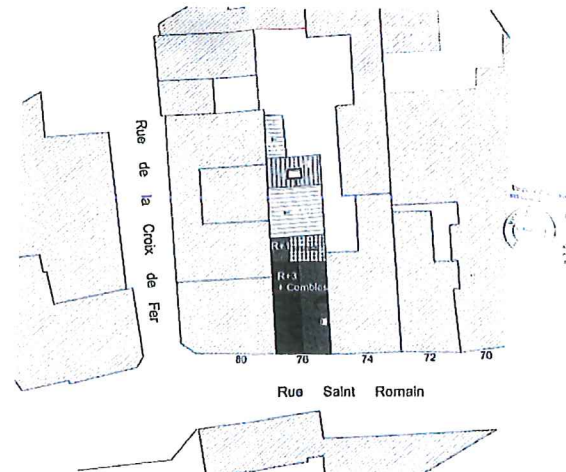 Rue de la Croix de Fer
R+1
R+3
+ Combles
80 76 74 72 70
Rue Saint Romain